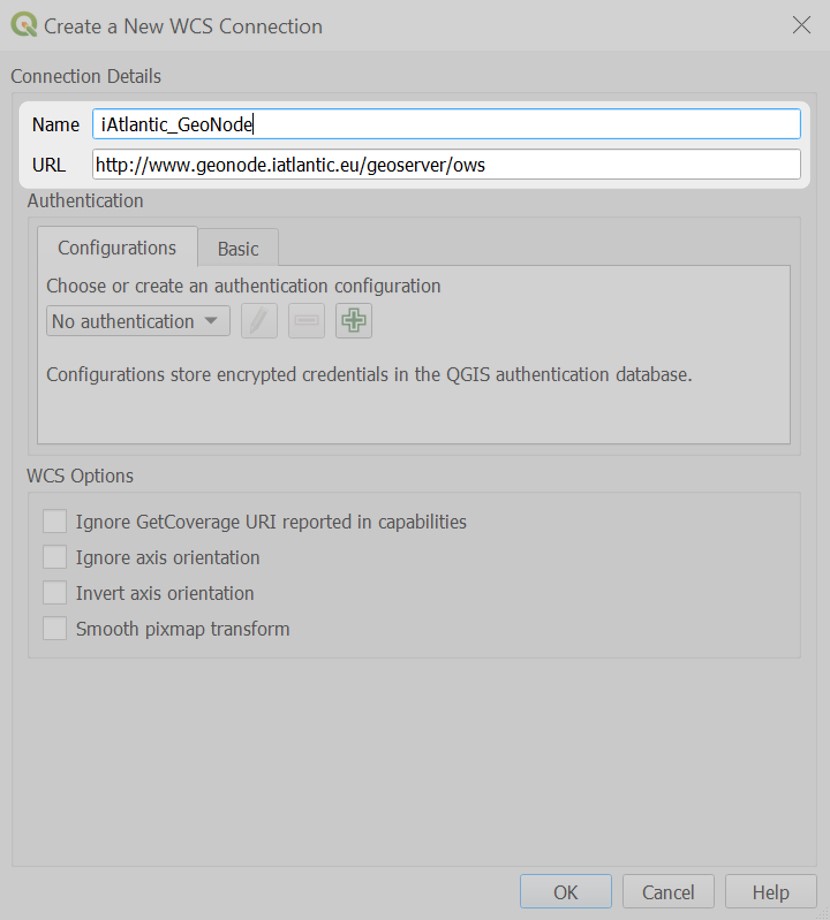 Create a New WCS Connection
Connection Details
Name iAtlantic_GeoNode
URL http://www.geonode.iatlantic.eu/geoserver/ows
Authentication
Configurations Basic
Choose or create an authentication configuration
No authentication
Configurations store encrypted credentials in the QGIS authentication database.
WCS Options
Ignore GetCoverage URI reported in capabilities
Ignore axis orientation
Invert axis orientation
Smooth pixmap transform
OK Cancel Help